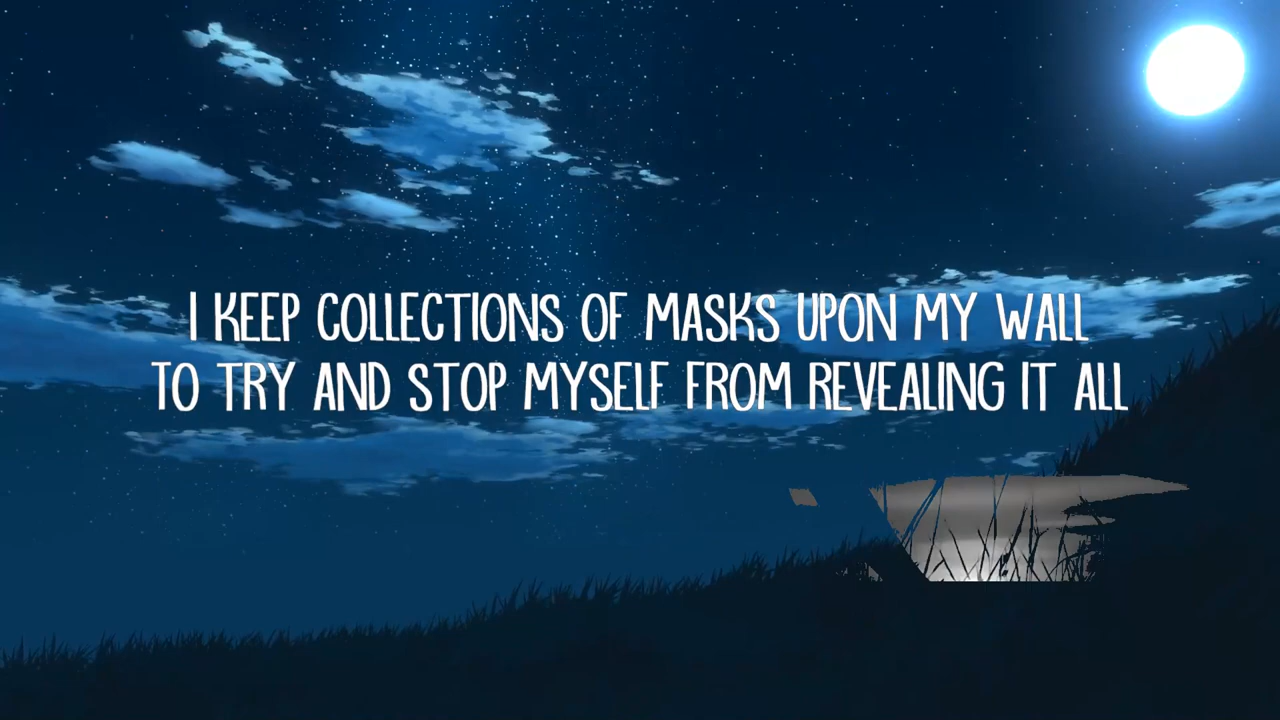 I KEEP COLLECTIONS OF MASKS UPON MY WALL
TO TRY AND STOP MYSELF FROM REVEALING IT ALL